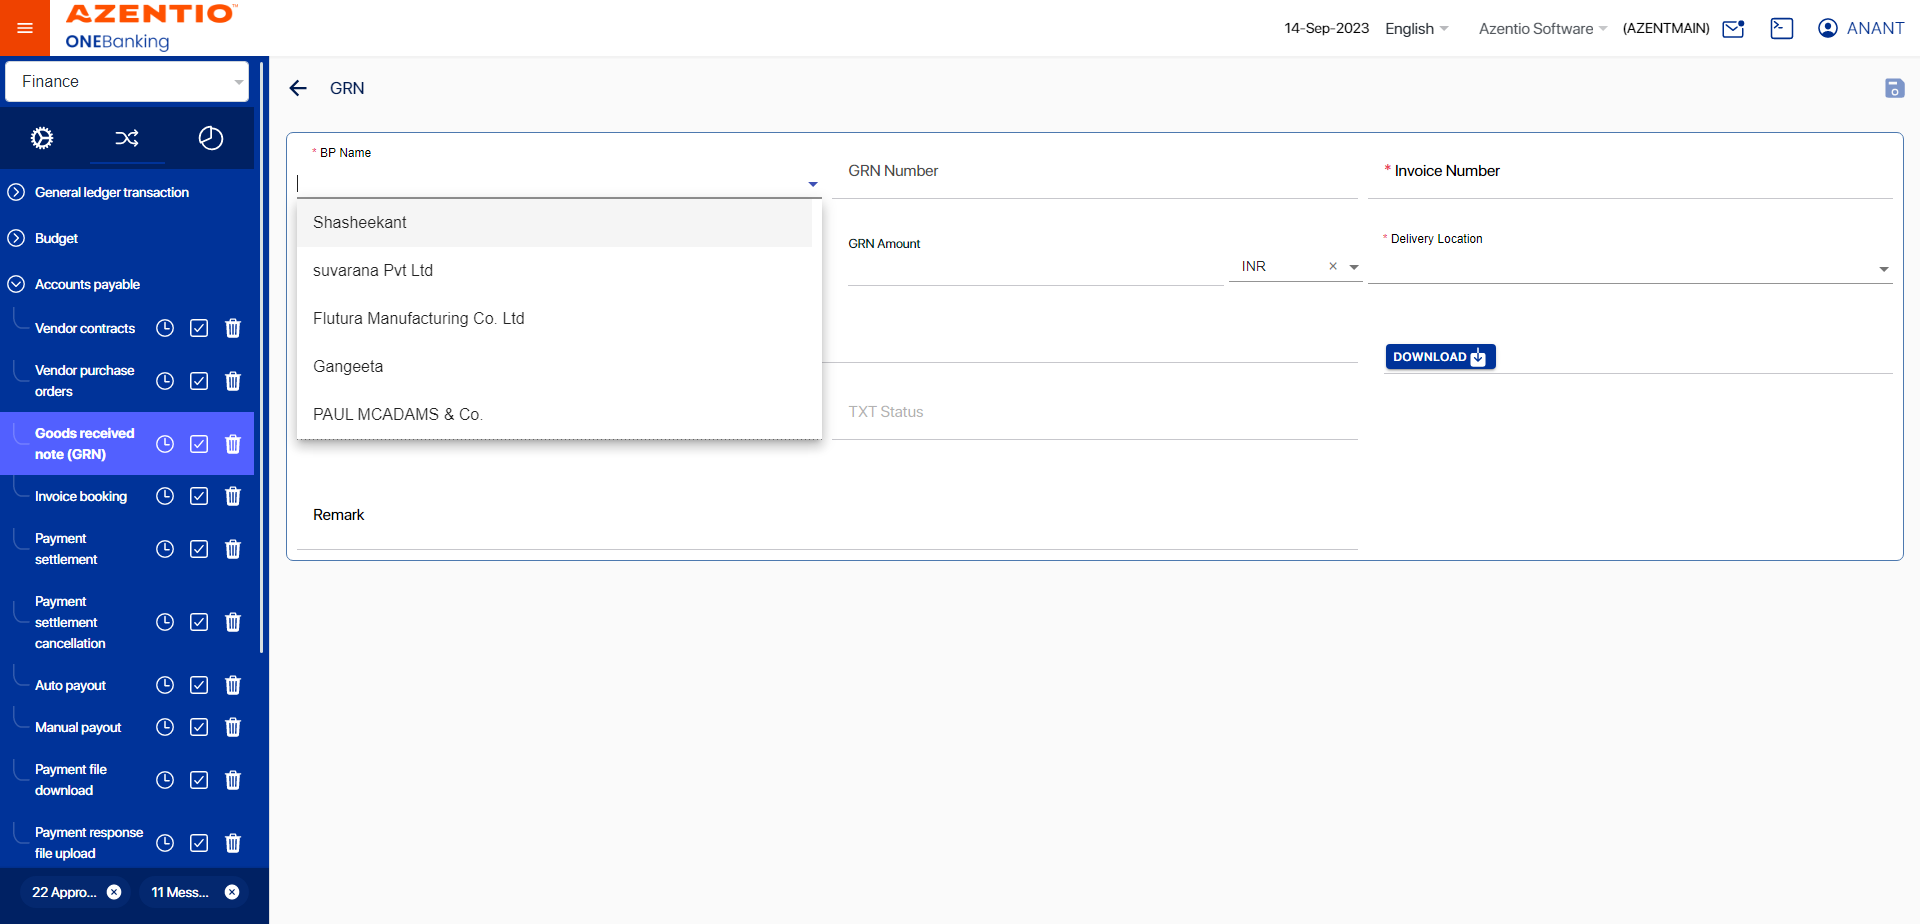 AZENTIO™
ONEBanking
14-Sep-2023 English Azentio Software (AZENTMAIN) ANANT
Finance
General ledger transaction
Budget
Accounts payable
Vendor contracts
Vendor purchase
orders
Goods received
note (GRN)
Invoice booking
Payment
settlement
Payment
settlement
cancellation
Auto payout
Manual payout
Payment file
download
Payment response
file upload
22 Appro...
11 Mess...
GRN
* BP Name
GRN Number
* Invoice Number
Shasheekant
suvarana Pvt Ltd
Flutura Manufacturing Co. Ltd
Gangeeta
PAUL MCADAMS & Co.
GRN Amount
INR
* Delivery Location
DOWNLOAD
TXT Status
Remark